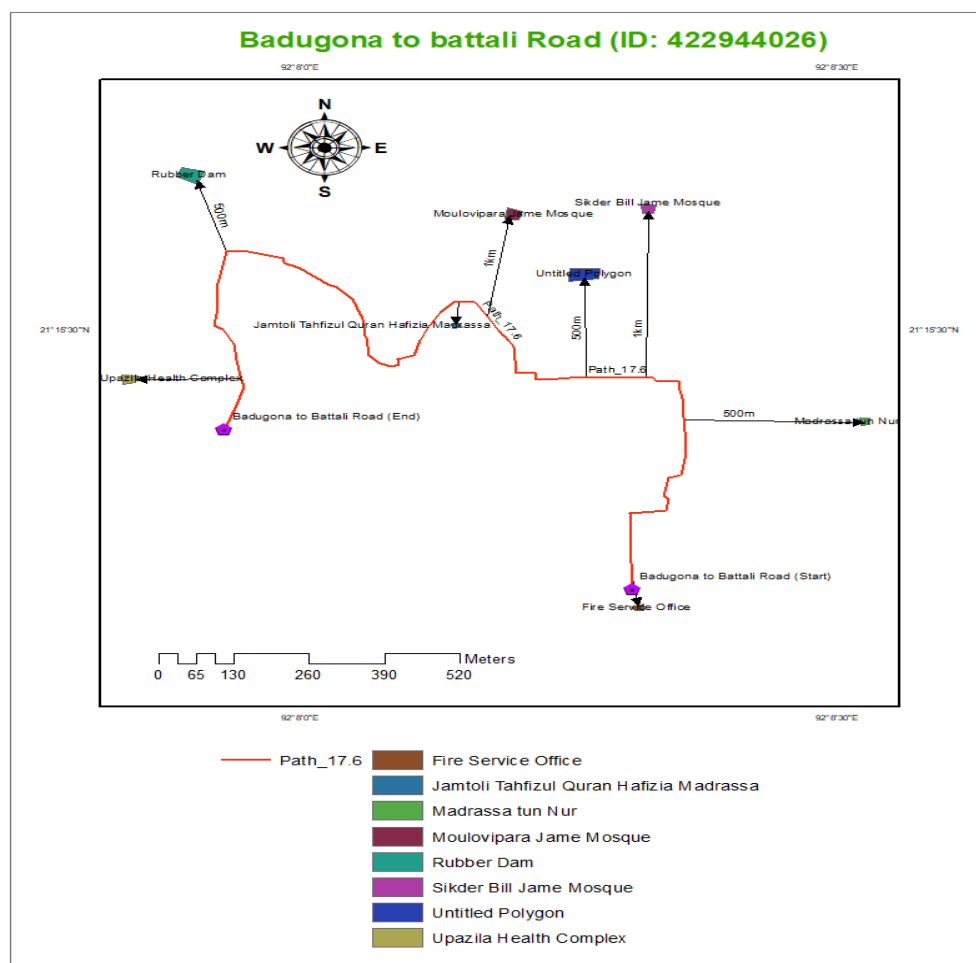 Badugona to battali Road (ID: 422944026)
92°8'0"E
92°8'30"E
N
W
E
S
Rubber Dam
500m
Moulovipara Jame Mosque
Sikder Bill Jame Mosque
1km
Untitled Polygon
Path_17.6
500m
1km
21°15'30"N
Jamtoli Tahfizul Quran Hafizia Madrassa
21°15'30"N
Path_17.6
Upazila Health Complex
Badugona to Battali Road (End)
500m
Madrassa tun Nur
Badugona to Battali Road (Start)
Fire Service Office
Meters
0 65 130 260 390 520
92°8'0"E
92°8'30"E
Path_17.6
Fire Service Office
Jamtoli Tahfizul Quran Hafizia Madrassa
Madrassa tun Nur
Moulovipara Jame Mosque
Rubber Dam
Sikder Bill Jame Mosque
Untitled Polygon
Upazila Health Complex